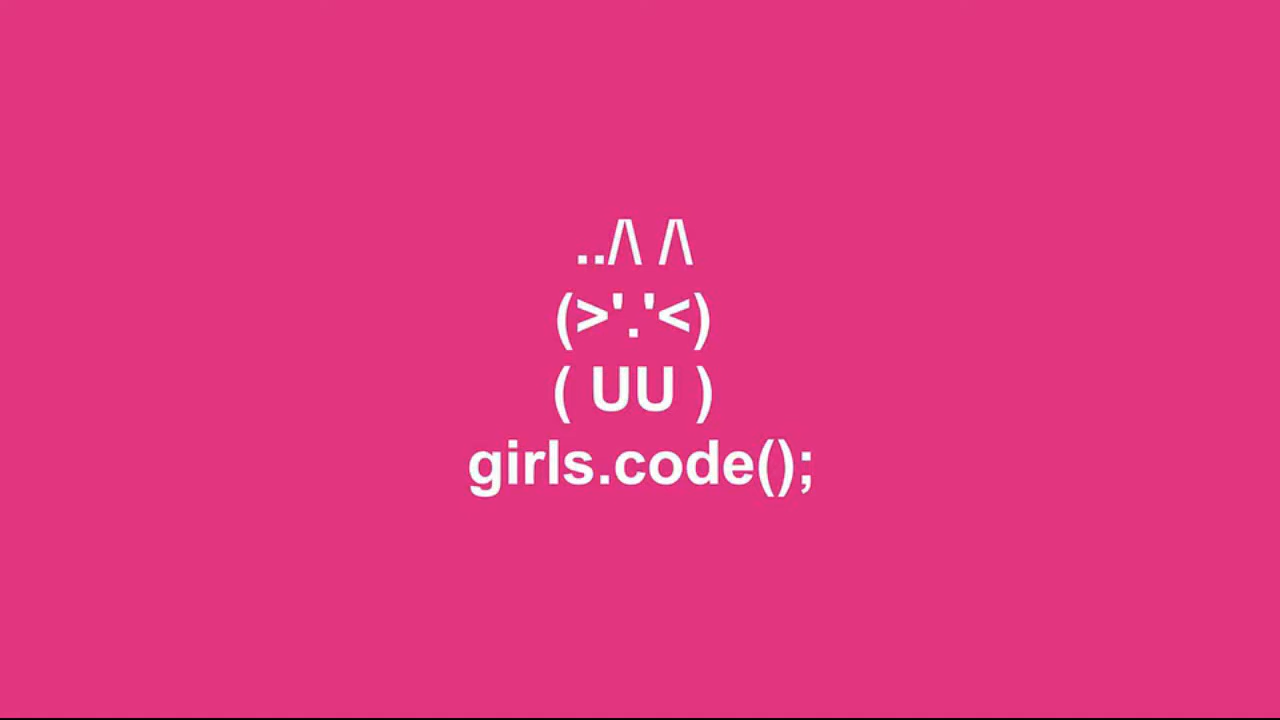 ../\ /\
(>'.'<)
( UU )
girls.code();